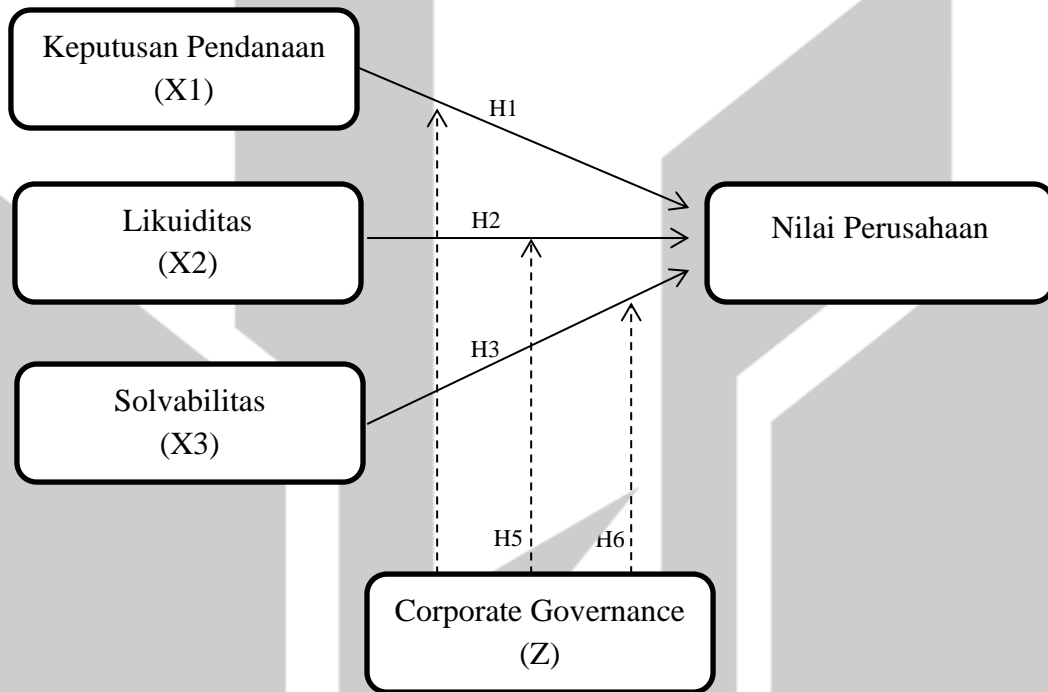 Keputusan Pendanaan
(X1)
H1
Likuiditas
(X2)
H2
Nilai Perusahaan
H3
Solvabilitas
(X3)
H5
H6
Corporate Governance
(Z)